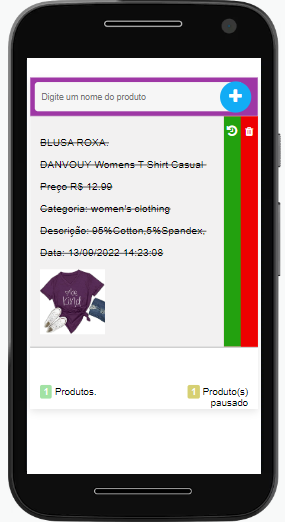 Digite um nome do produto
BLUSA ROXA.
DANVOUY Womens T Shirt Casual
Preço R$ 12.99
Categoria: women's clothing
Descrição: 95%Cotton,5%Spandex,
Data: 13/09/2022 14:23:08
kind
1 Produtos.
1 Produto(s)
pausado